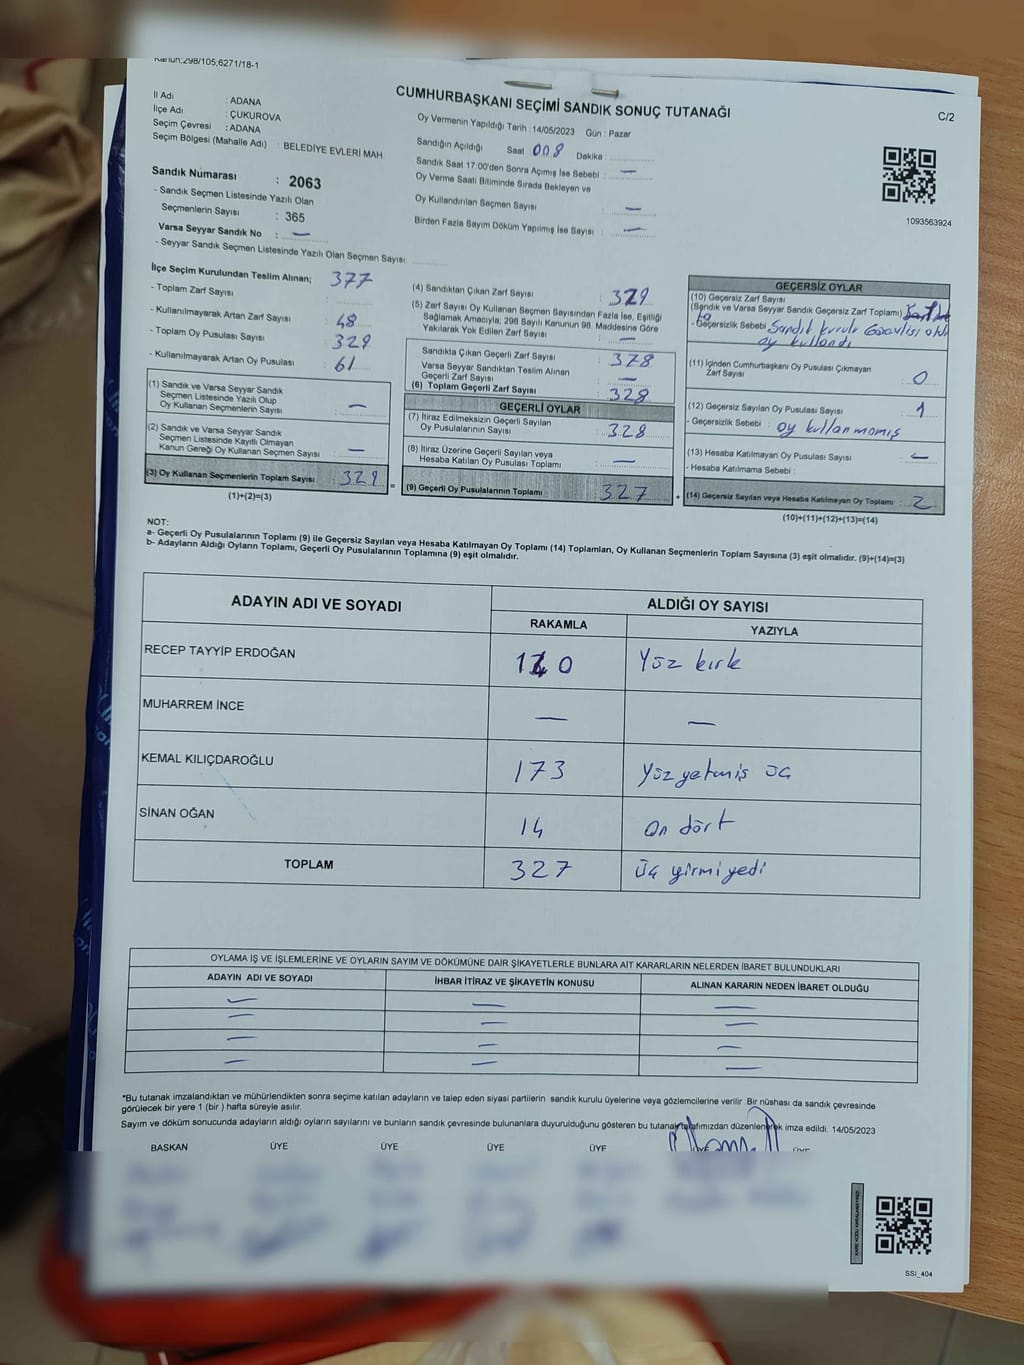 Kanun;298/105;6271/18-1
CUMHURBAŞKANI SEÇİMİ SANDIK SONUÇ TUTANAĞI
C/2
İl Adı : ADANA
İlçe Adı : ÇUKUROVA
Seçim Çevresi : ADANA
Seçim Bölgesi (Mahalle Adı) : BELEDİYE EVLERİ MAH
Sandık Numarası : 2063
- Sandık Seçmen Listesinde Yazılı Olan
Seçmenlerin Sayısı : 365
Varsa Seyyar Sandık No : —
- Seyyar Sandık Seçmen Listesinde Yazılı Olan Seçmen Sayısı:
Oy Vermenin Yapıldığı Tarih : 14/05/2023 Gün : Pazar
Sandığın Açıldığı Saat 008 Dakika :
Sandık Saat 17:00'den Sonra Açımış İse Sebebi : —
Oy Verme Saati Bitiminde Sırada Bekleyen ve
Oy Kullandırılan Seçmen Sayısı : —
Birden Fazla Sayım Döküm Yapılmış İse Sayısı : —
1093563924
İlçe Seçim Kurulundan Teslim Alınan; 377
- Toplam Zarf Sayısı :
- Kullanılmayarak Artan Zarf Sayısı : 48
- Toplam Oy Pusulası Sayısı : 329
- Kullanılmayarak Artan Oy Pusulası : 61
(1) Sandık ve Varsa Seyyar Sandık
Seçmen Listesinde Yazılı Olup
Oy Kullanan Seçmenlerin Sayısı : —
(2) Sandık ve Varsa Seyyar Sandık
Seçmen Listesinde Kayıtlı Olmayan
Kanun Gereği Oy Kullanan Seçmen Sayısı : —
(3) Oy Kullanan Seçmenlerin Toplam Sayısı : 329 =
(1)+(2)=(3)
(4) Sandıktan Çıkan Zarf Sayısı : 329
(5) Zarf Sayısı Oy Kullanan Seçmen Sayısından Fazla İse, Eşitliği
Sağlamak Amacıyla; 298 Sayılı Kanunun 98. Maddesine Göre
Yakılarak Yok Edilen Zarf Sayısı : —
Sandıkta Çıkan Geçerli Zarf Sayısı : 378
Varsa Seyyar Sandıktan Teslim Alınan
Geçerli Zarf Sayısı : —
(6) Toplam Geçerli Zarf Sayısı : 328
GEÇERLİ OYLAR
(7) İtiraz Edilmeksizin Geçerli Sayılan
Oy Pusulalarının Sayısı : 328
(8) İtiraz Üzerine Geçerli Sayılan veya
Hesaba Katılan Oy Pusulası Toplamı : —
(9) Geçerli Oy Pusulalarının Toplamı : 327 +
GEÇERSİZ OYLAR
(10) Geçersiz Zarf Sayısı
(Sandık ve Varsa Seyyar Sandık Geçersiz Zarf Toplamı)
- Geçersizlik Sebebi : Sandık kurulu Görevlisi
oy kullandı
(11) İçinden Cumhurbaşkanı Oy Pusulası Çıkmayan
Zarf Sayısı : 0
(12) Geçersiz Sayılan Oy Pusulası Sayısı : 1
- Geçersizlik Sebebi : oy kullanmomış
(13) Hesaba Katılmayan Oy Pusulası Sayısı : —
- Hesaba Katılmama Sebebi :
(14) Geçersiz Sayılan veya Hesaba Katılmayan Oy Toplamı : 2
(10)+(11)+(12)+(13)=(14)
NOT:
a- Geçerli Oy Pusulalarının Toplamı (9) ile Geçersiz Sayılan veya Hesaba Katılmayan Oy Toplamı (14) Toplamları, Oy Kullanan Seçmenlerin Toplam Sayısına (3) eşit olmalıdır. (9)+(14)=(3)
b- Adayların Aldığı Oyların Toplamı, Geçerli Oy Pusulalarının Toplamına (9) eşit olmalıdır.
ADAYIN ADI VE SOYADI
ALDIĞI OY SAYISI
RAKAMLA YAZIYLA
RECEP TAYYİP ERDOĞAN 140 Yüz kırk
MUHARREM İNCE — —
KEMAL KILIÇDAROĞLU 173 Yüz yetmiş üç
SİNAN OĞAN 14 On dört
TOPLAM 327 Üç yirmi yedi
OYLAMA İŞ VE İŞLEMLERİNE VE OYLARIN SAYIM VE DÖKÜMÜNE DAİR ŞİKAYETLERLE BUNLARA AİT KARARLARIN NELERDEN İBARET BULUNDUKLARI
ADAYIN ADI VE SOYADI İHBAR İTİRAZ VE ŞİKAYETİN KONUSU ALINAN KARARIN NEDEN İBARET OLDUĞU
— — —
— — —
— — —
— — —
*Bu tutanak imzalandıktan ve mühürlendikten sonra seçime katılan adayların ve talep eden siyasi partilerin sandık kurulu üyelerine veya gözlemcilerine verilir .Bir nüshası da sandık çevresinde
görülecek bir yere 1 (bir ) hafta süreyle asılır.
Sayım ve döküm sonucunda adayların aldığı oyların sayılarını ve bunların sandık çevresinde bulunanlara duyurulduğunu gösteren bu tutanak tarafımızdan düzenlenerek imza edildi. 14/05/2023
BAŞKAN ÜYE ÜYE ÜYE ÜYE ÜYE ÜYE
SSI_404